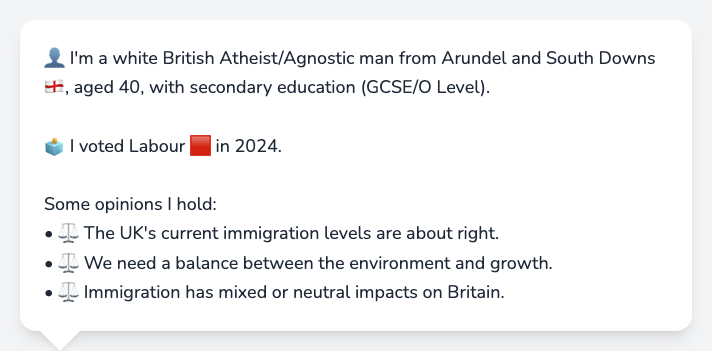 👤 I'm a white British Atheist/Agnostic man from Arundel and South Downs
🏴󠁧󠁢󠁥󠁮󠁧󠁿, aged 40, with secondary education (GCSE/O Level).
🗳️ I voted Labour 🟥 in 2024.
Some opinions I hold:
• ⚖️ The UK's current immigration levels are about right.
• ⚖️ We need a balance between the environment and growth.
• ⚖️ Immigration has mixed or neutral impacts on Britain.